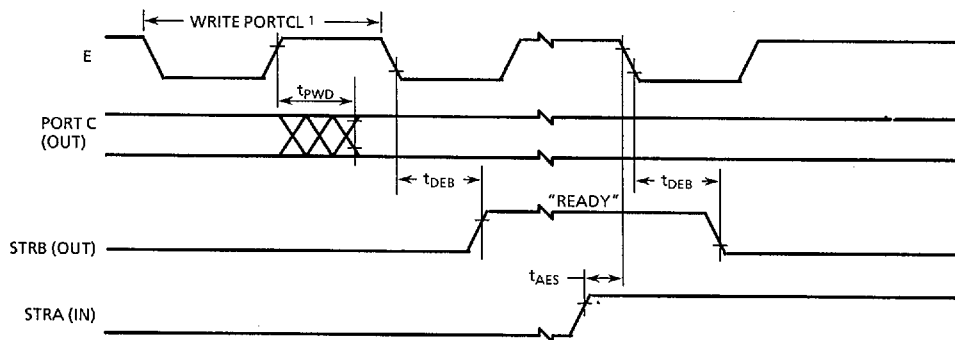 WRITE PORTCL 1
E
tPWD
PORT C
(OUT)
tDEB
tDEB
"READY"
STRB (OUT)
tAES
STRA (IN)